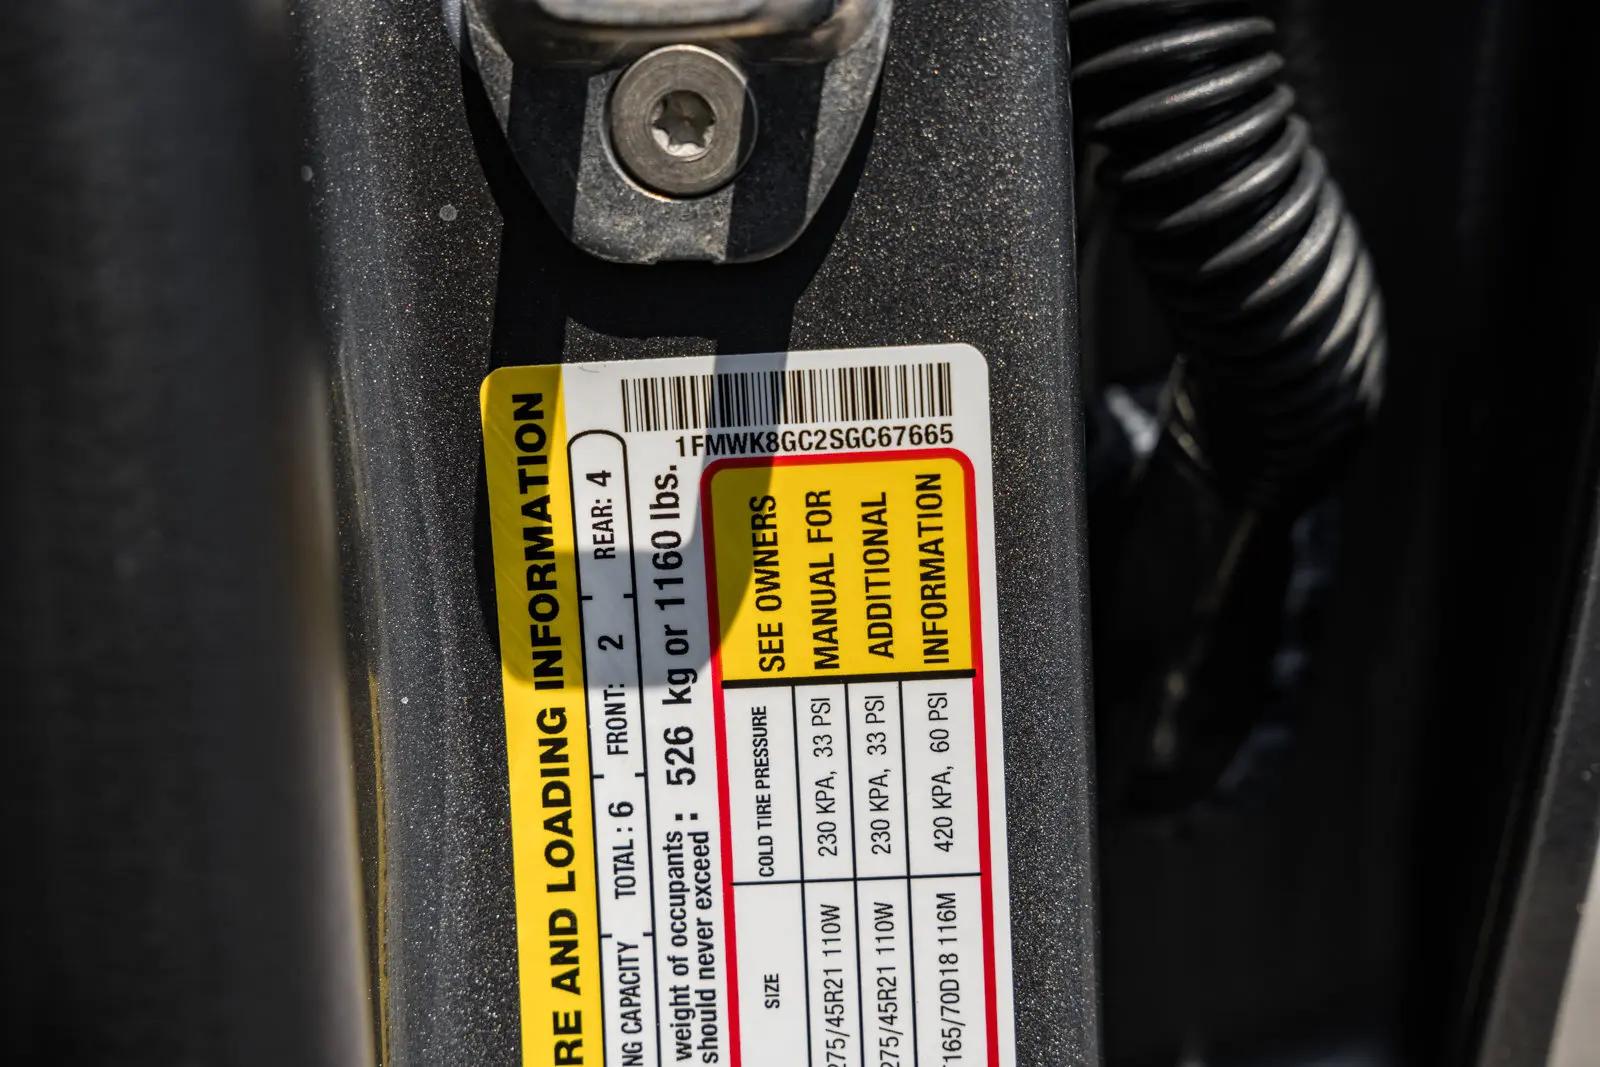 1FMWK8GC2SGC67665
RE AND LOADING INFORMATION
NG CAPACITY TOTAL : 6 FRONT: 2 REAR: 4
weight of occupants : 526 kg or 1160 lbs.
should never exceed :
SIZE COLD TIRE PRESSURE
275/45R21 110W 230 KPA, 33 PSI
275/45R21 110W 230 KPA, 33 PSI
165/70D18 116M 420 KPA, 60 PSI
SEE OWNERS
MANUAL FOR
ADDITIONAL
INFORMATION